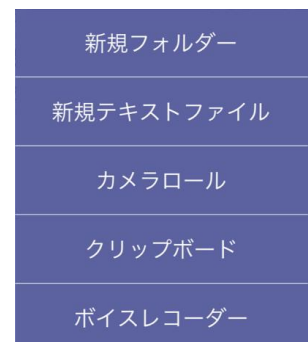 新規フォルダー
新規テキストファイル
カメラロール
クリップボード
ボイスレコーダー